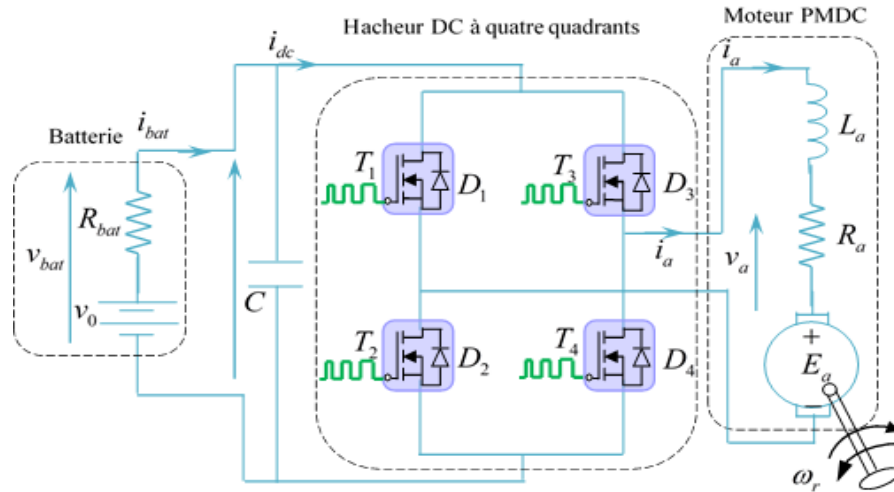 Hacheur DC à quatre quadrants
Moteur PMDC
i_dc
i_a
Batterie
i_bat
L_a
T_1
D_1
T_3
D_3
R_bat
v_bat
v_0
C
i_a
v_a
R_a
T_2
D_2
T_4
D_4
+
E_a
−
ω_r